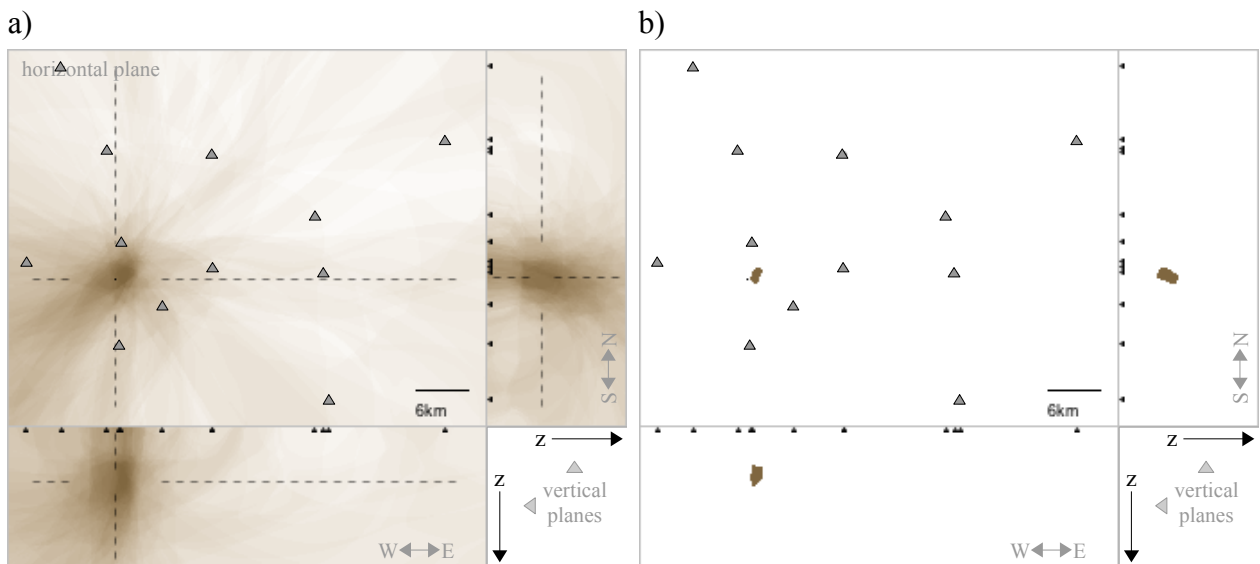 a)
horizontal plane
N
S
6km
z
z
vertical
planes
W E
b)
N
S
6km
z
z
vertical
planes
W E